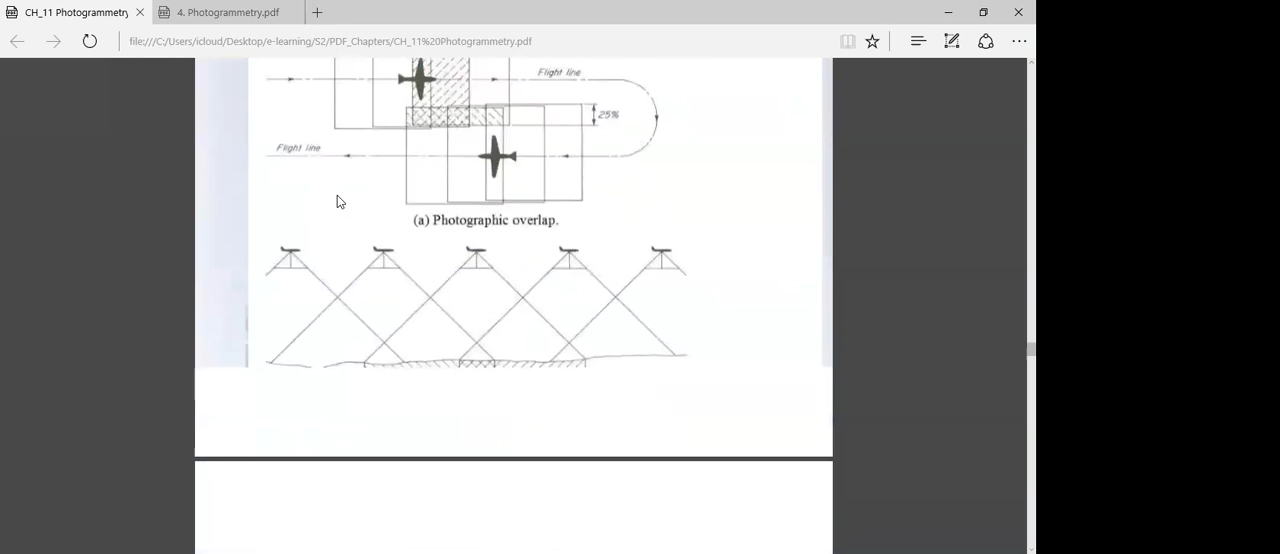 CH_11 Photogrammetry
4. Photogrammetry.pdf
file:///C:/Users/icloud/Desktop/e-learning/S2/PDF_Chapters/CH_11%20Photogrammetry.pdf
Flight line
25%
Flight line
(a) Photographic overlap.